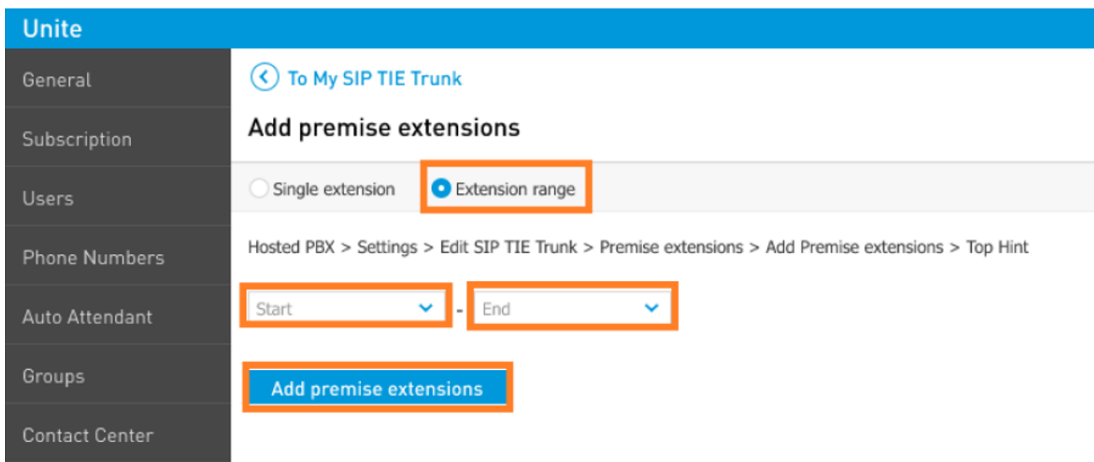 Unite
General
Subscription
Users
Phone Numbers
Auto Attendant
Groups
Contact Center
To My SIP TIE Trunk
Add premise extensions
Single extension Extension range
Hosted PBX > Settings > Edit SIP TIE Trunk > Premise extensions > Add Premise extensions > Top Hint
Start - End
Add premise extensions